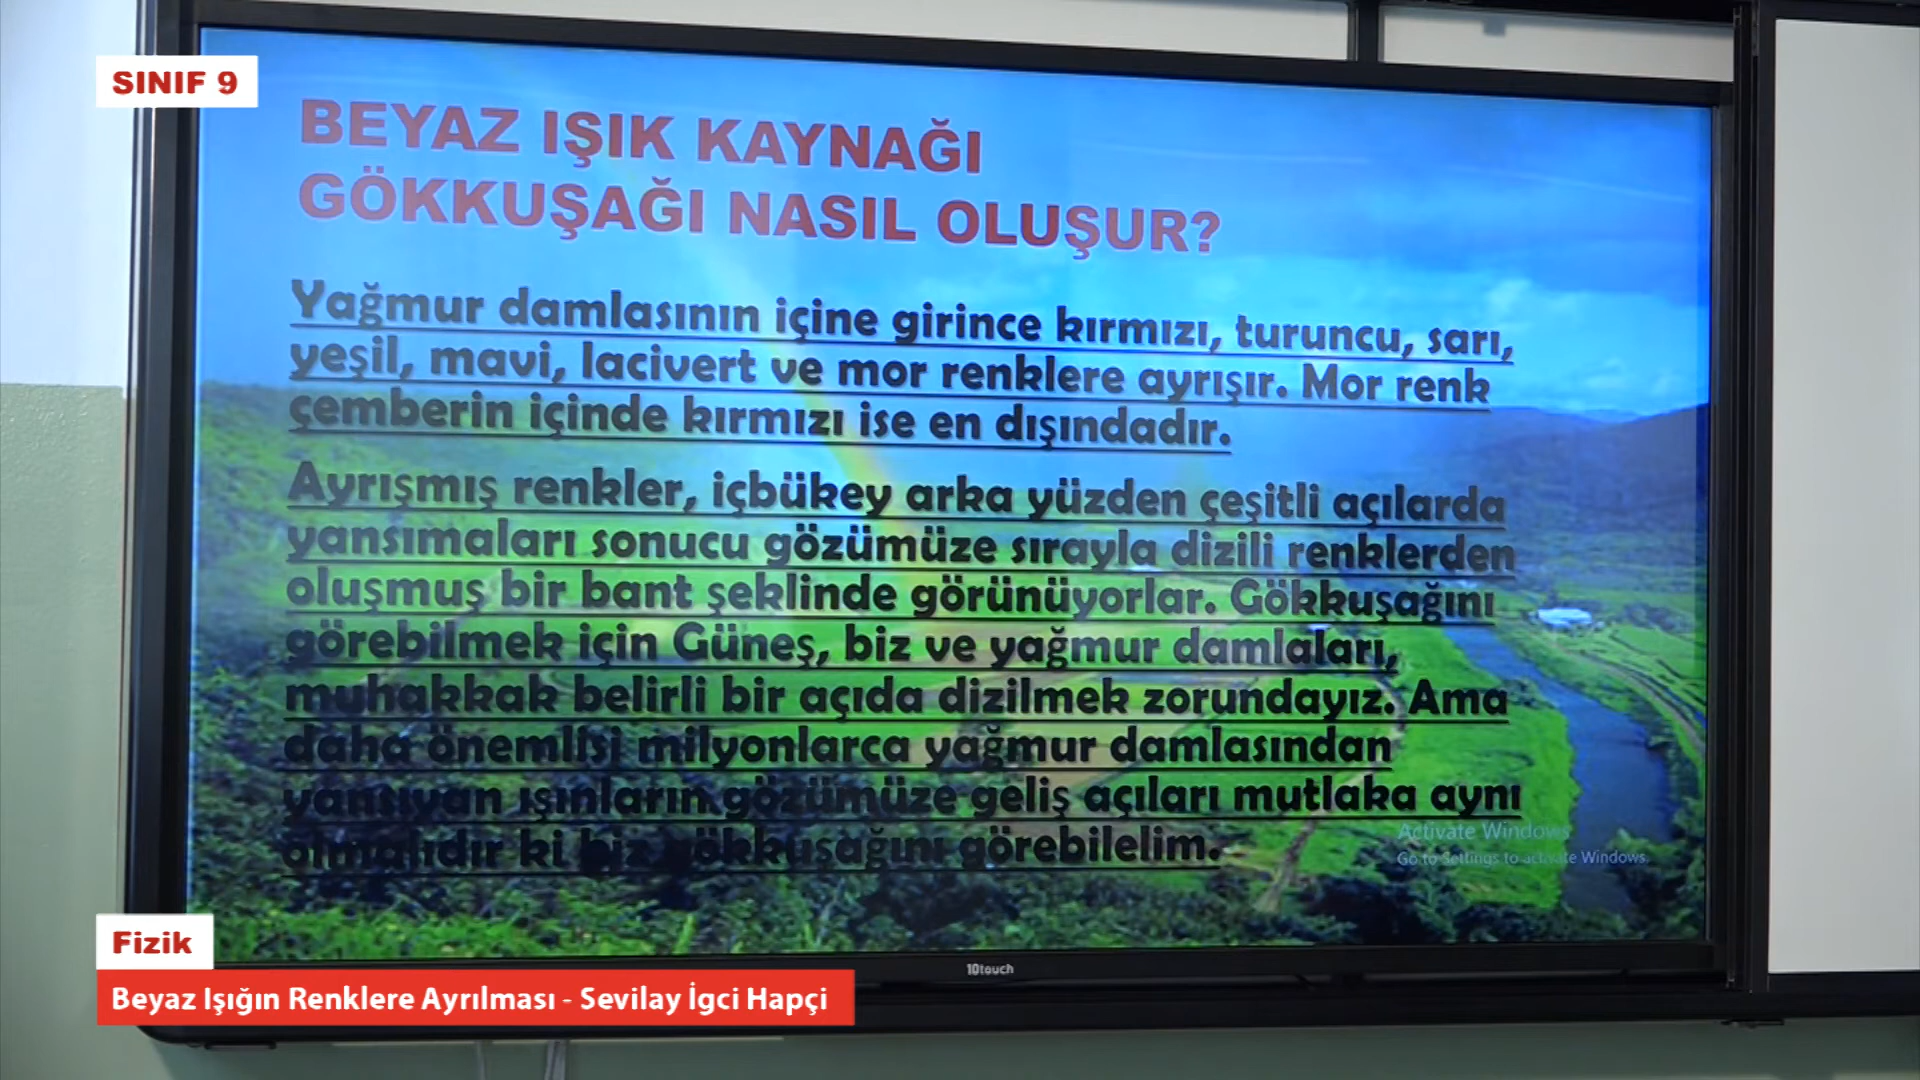 SINIF 9
BEYAZ IŞIK KAYNAĞI
GÖKKUŞAĞI NASIL OLUŞUR?
Yağmur damlasının içine girince kırmızı, turuncu, sarı,
yeşil, mavi, lacivert ve mor renklere ayrışır. Mor renk
çemberin içinde kırmızı ise en dışındadır.
Ayrışmış renkler, içbükey arka yüzden çeşitli açılarda
yansımaları sonucu gözümüze sırayla dizili renklerden
oluşmuş bir bant şeklinde görünüyorlar. Gökkuşağını
görebilmek için Güneş, biz ve yağmur damlaları,
muhakkak belirli bir açıda dizilmek zorundayız. Ama
daha önemlisi milyonlarca yağmur damlasından
yansıyan ışınların gözümüze geliş açıları mutlaka aynı
olmalıdır ki biz gökkuşağını görebilelim.
Activate Windows
Go to Settings to activate Windows.
10touch
Fizik
Beyaz Işığın Renklere Ayrılması - Sevilay İgci Hapçi